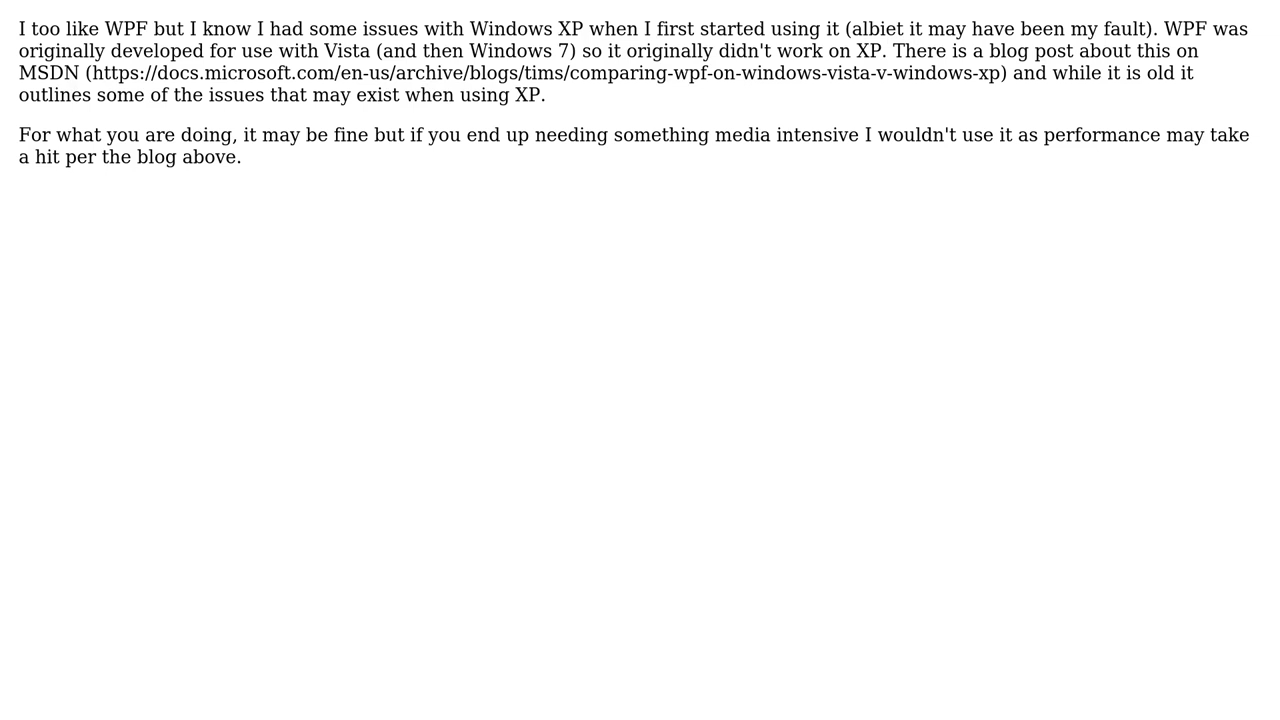 I too like WPF but I know I had some issues with Windows XP when I first started using it (albiet it may have been my fault). WPF was
originally developed for use with Vista (and then Windows 7) so it originally didn't work on XP. There is a blog post about this on
MSDN (https://docs.microsoft.com/en-us/archive/blogs/tims/comparing-wpf-on-windows-vista-v-windows-xp) and while it is old it
outlines some of the issues that may exist when using XP.
For what you are doing, it may be fine but if you end up needing something media intensive I wouldn't use it as performance may take
a hit per the blog above.